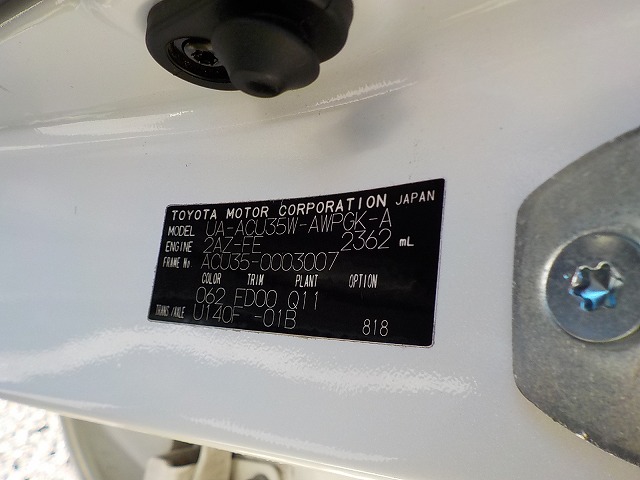 TOYOTA MOTOR CORPORATION JAPAN
MODEL UA-ACU35W-AWPGK-A
ENGINE 2AZ-FE 2362 mL
FRAME No. ACU35-0003007
COLOR TRIM PLANT OPTION
062 FD00 Q11
TRANS/AXLE U140F -01B 818